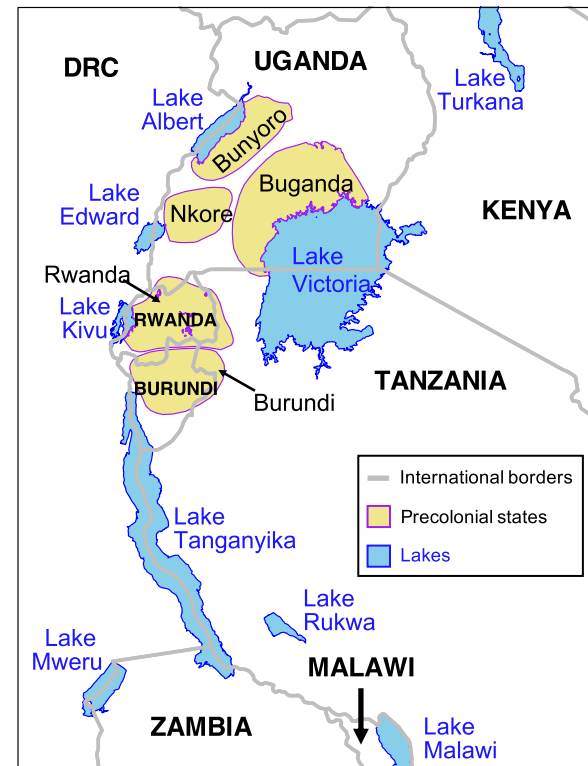 UGANDA
DRC
Lake
Turkana
Lake
Albert
Bunyoro
Buganda
Lake
Edward
Nkore
KENYA
Lake
Victoria
Rwanda
Lake
Kivu
RWANDA
TANZANIA
BURUNDI
Burundi
International borders
Precolonial states
Lakes
Lake
Tanganyika
Lake
Rukwa
Lake
Mweru
MALAWI
ZAMBIA
Lake
Malawi